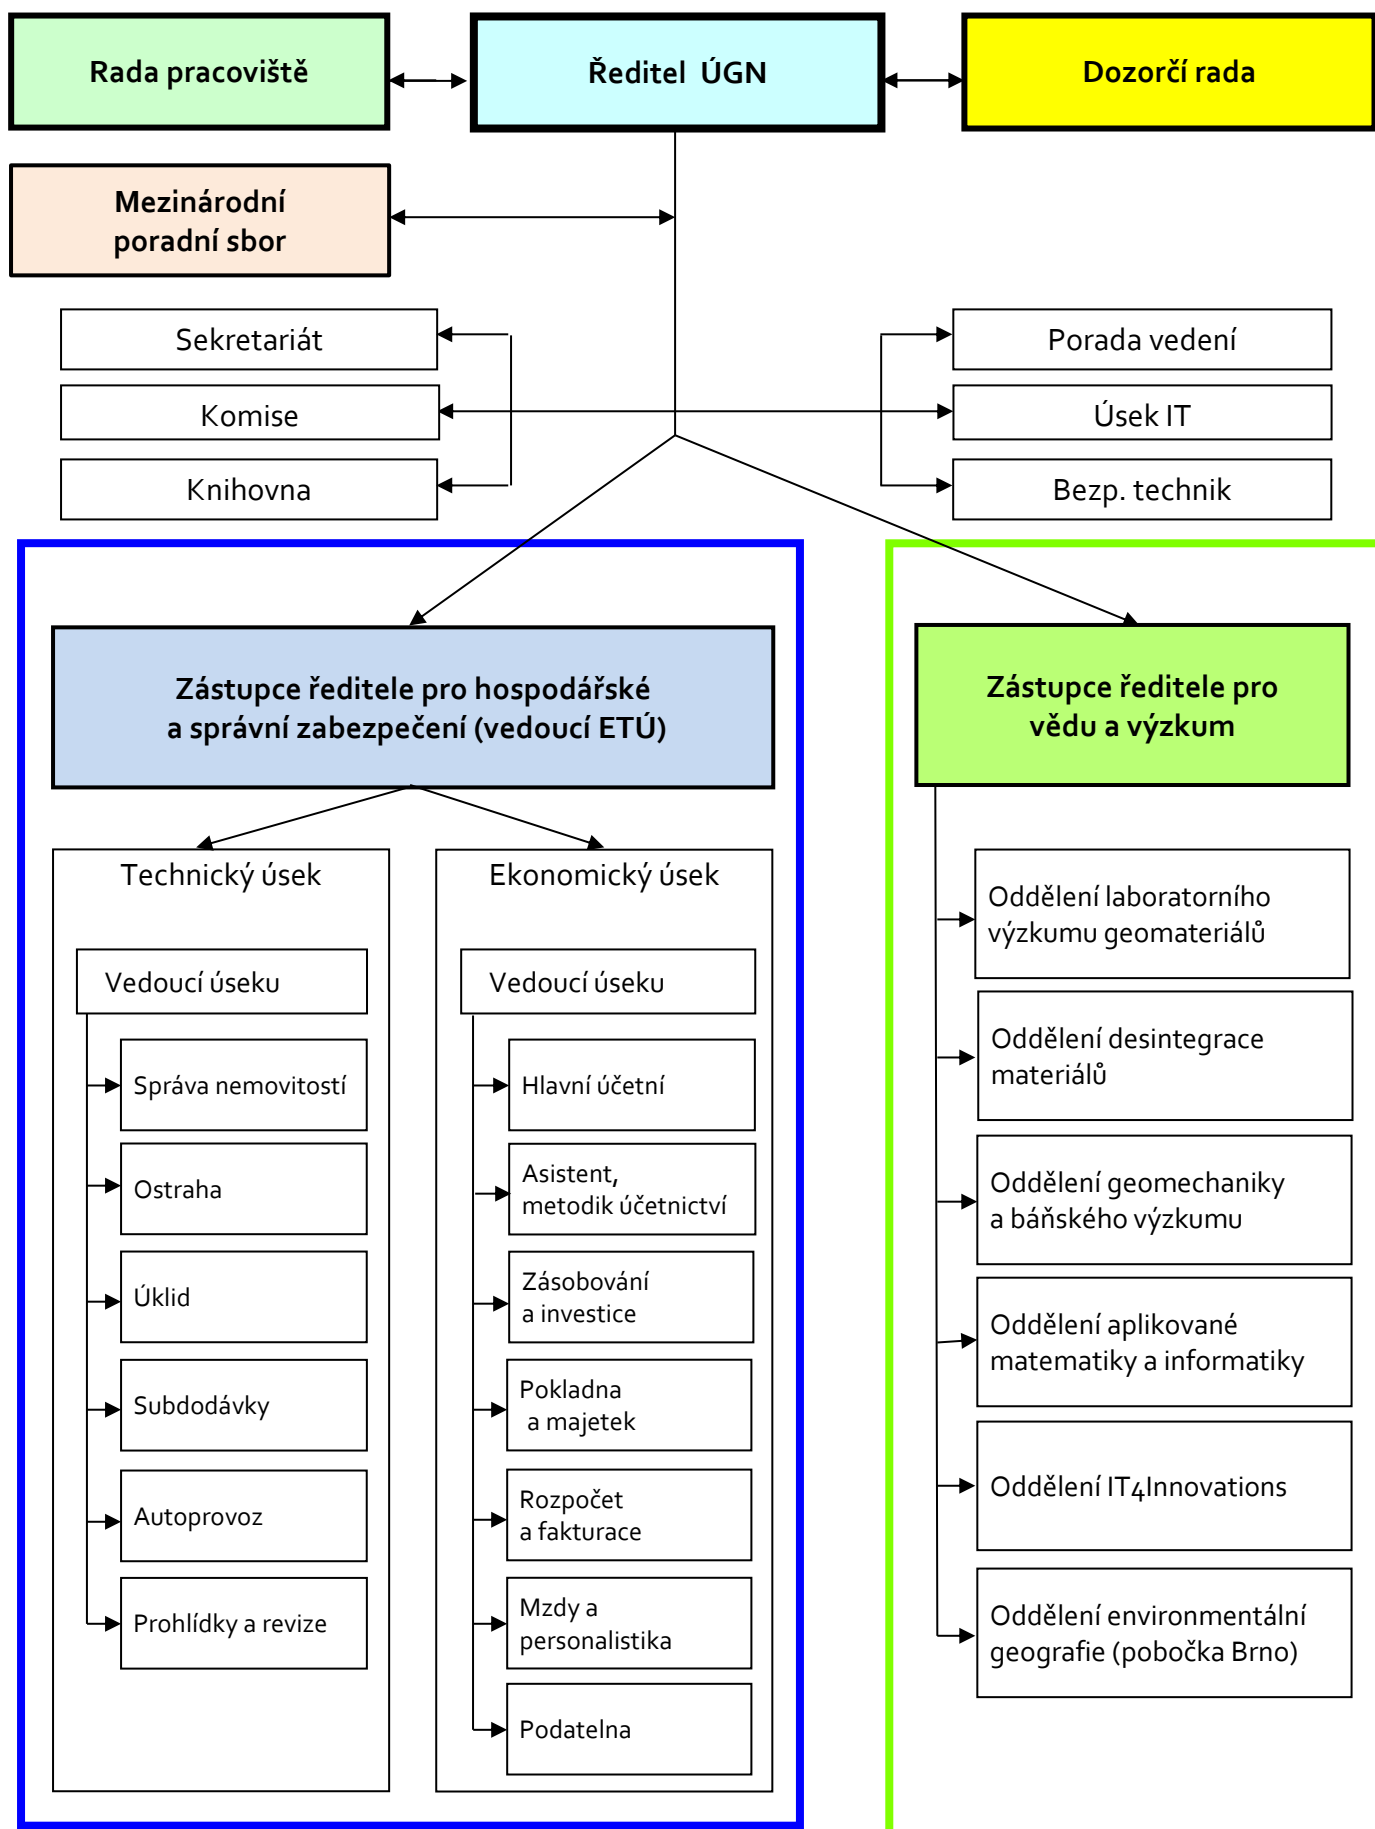 Rada pracoviště
Ředitel ÚGN
Dozorčí rada
Mezinárodní
poradní sbor
Sekretariát
Porada vedení
Komise
Úsek IT
Knihovna
Bezp. technik
Zástupce ředitele pro hospodářské
a správní zabezpečení (vedoucí ETÚ)
Zástupce ředitele pro
vědu a výzkum
Technický úsek
Vedoucí úseku
Správa nemovitostí
Ostraha
Úklid
Subdodávky
Autoprovoz
Prohlídky a revize
Ekonomický úsek
Vedoucí úseku
Hlavní účetní
Asistent,
metodik účetnictví
Zásobování
a investice
Pokladna
a majetek
Rozpočet
a fakturace
Mzdy a
personalistika
Podatelna
Oddělení laboratorního
výzkumu geomateriálů
Oddělení desintegrace
materiálů
Oddělení geomechaniky
a báňského výzkumu
Oddělení aplikované
matematiky a informatiky
Oddělení IT4Innovations
Oddělení environmentální
geografie (pobočka Brno)